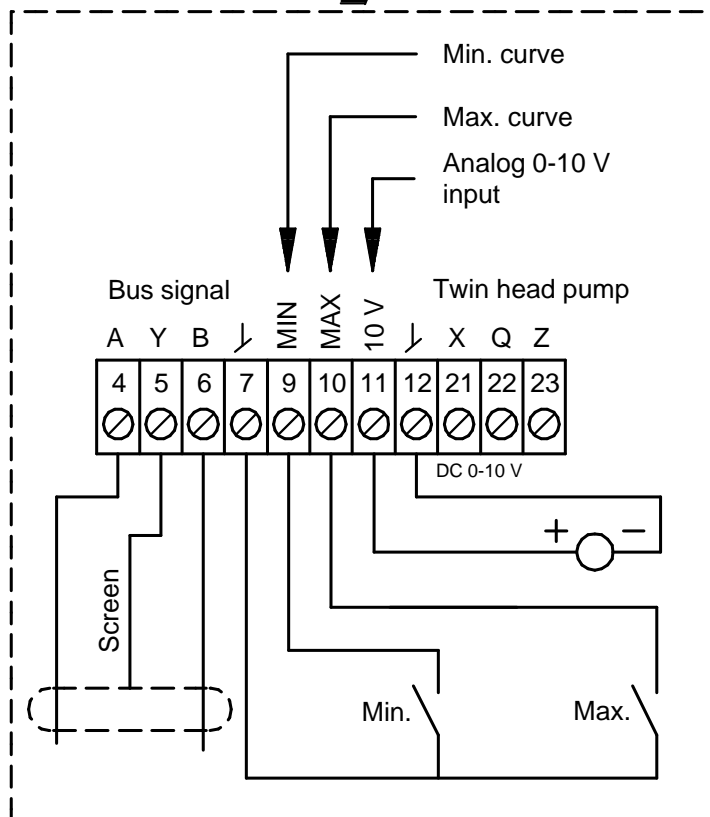 Min. curve
Max. curve
Analog 0-10 V
input
Bus signal
Twin head pump
A Y B MIN MAX 10 V X Q Z
4 5 6 7 9 10 11 12 21 22 23
DC 0-10 V
+ −
Screen
Min.
Max.